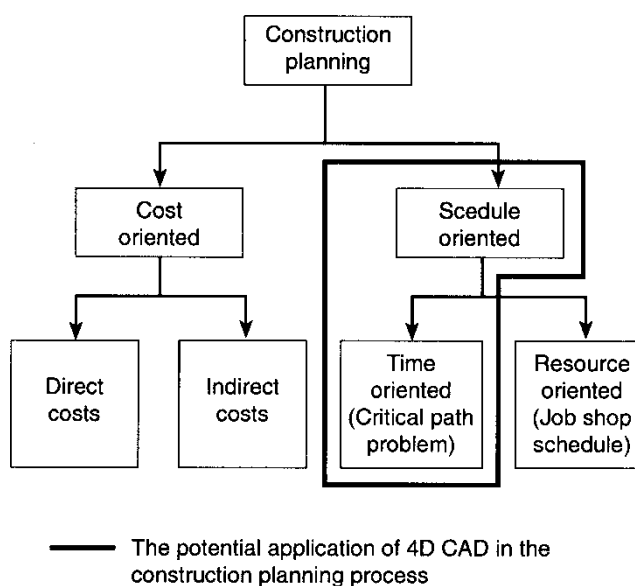 Construction
planning
Cost
oriented
Scedule
oriented
Direct
costs
Indirect
costs
Time
oriented
(Critical path
problem)
Resource
oriented
(Job shop
schedule)
The potential application of 4D CAD in the
construction planning process